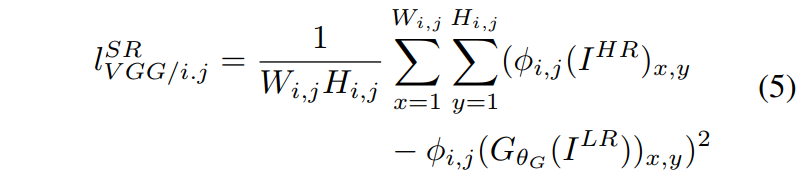 l^{SR}_{VGG/i.j} = \frac{1}{W_{i,j}H_{i,j}} \sum_{x=1}^{W_{i,j}} \sum_{y=1}^{H_{i,j}} (\phi_{i,j}(I^{HR})_{x,y}
- \phi_{i,j}(G_{\theta_G}(I^{LR}))_{x,y})^2 (5)